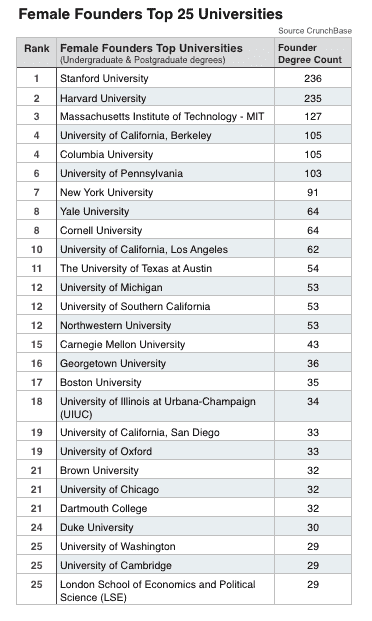 Female Founders Top 25 Universities
Source CrunchBase
Rank Female Founders Top Universities Founder
(Undergraduate & Postgraduate degrees) Degree Count
1 Stanford University 236
2 Harvard University 235
3 Massachusetts Institute of Technology - MIT 127
4 University of California, Berkeley 105
4 Columbia University 105
6 University of Pennsylvania 103
7 New York University 91
8 Yale University 64
8 Cornell University 64
10 University of California, Los Angeles 62
11 The University of Texas at Austin 54
12 University of Michigan 53
12 University of Southern California 53
12 Northwestern University 53
15 Carnegie Mellon University 43
16 Georgetown University 36
17 Boston University 35
18 University of Illinois at Urbana-Champaign 34
(UIUC)
19 University of California, San Diego 33
19 University of Oxford 33
21 Brown University 32
21 University of Chicago 32
21 Dartmouth College 32
24 Duke University 30
25 University of Washington 29
25 University of Cambridge 29
25 London School of Economics and Political 29
Science (LSE)